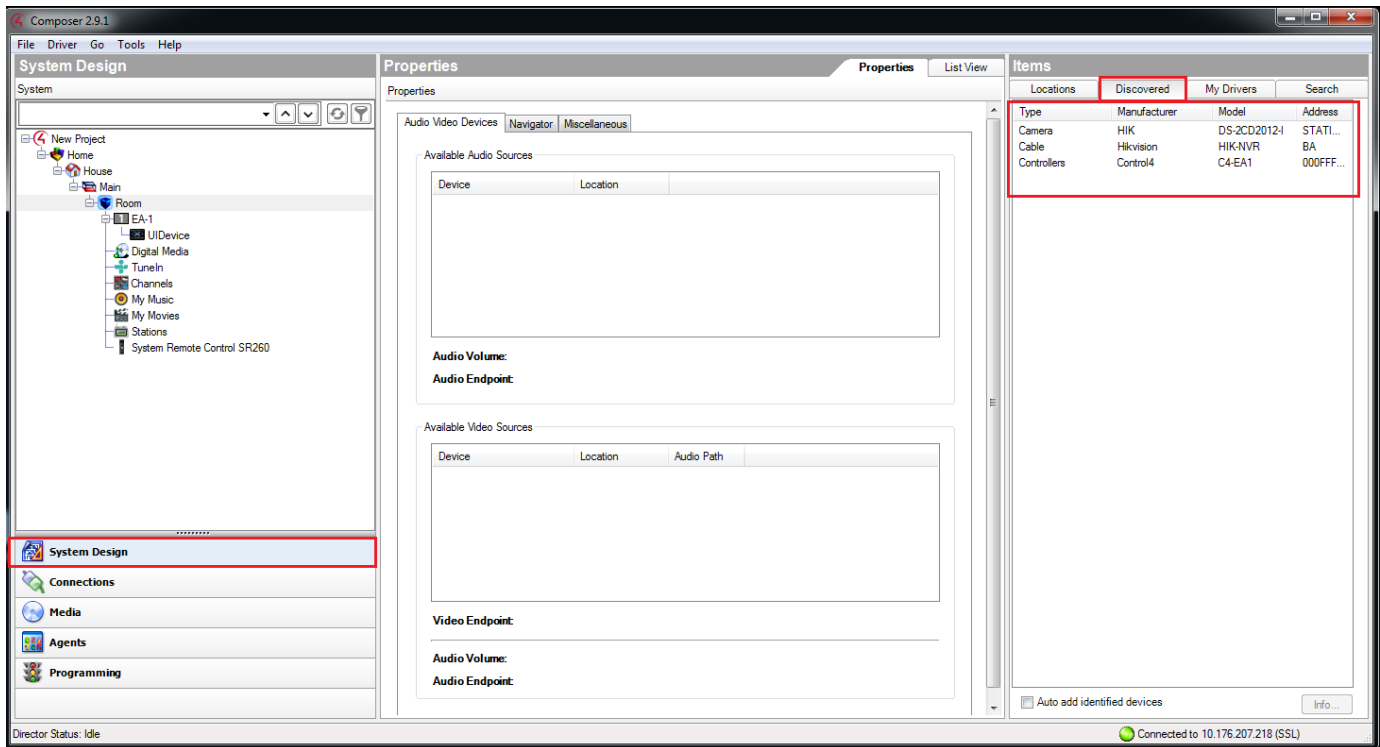 Composer 2.9.1
File Driver Go Tools Help
System Design
System
New Project
Home
House
Main
Room
EA-1
UIDevice
Digital Media
TuneIn
Channels
My Music
My Movies
Stations
System Remote Control SR260
System Design
Connections
Media
Agents
Programming
Properties
Properties List View
Properties
Audio Video Devices Navigator Miscellaneous
Available Audio Sources
Device Location
Audio Volume:
Audio Endpoint:
Available Video Sources
Device Location Audio Path
Video Endpoint:
Audio Volume:
Audio Endpoint:
Items
Locations Discovered My Drivers Search
Type Manufacturer Model Address
Camera HIK DS-2CD2012-I STATI...
Cable Hikvision HIK-NVR BA
Controllers Control4 C4-EA1 000FFF...
Auto add identified devices
Info...
Director Status: Idle
Connected to 10.176.207.218 (SSL)